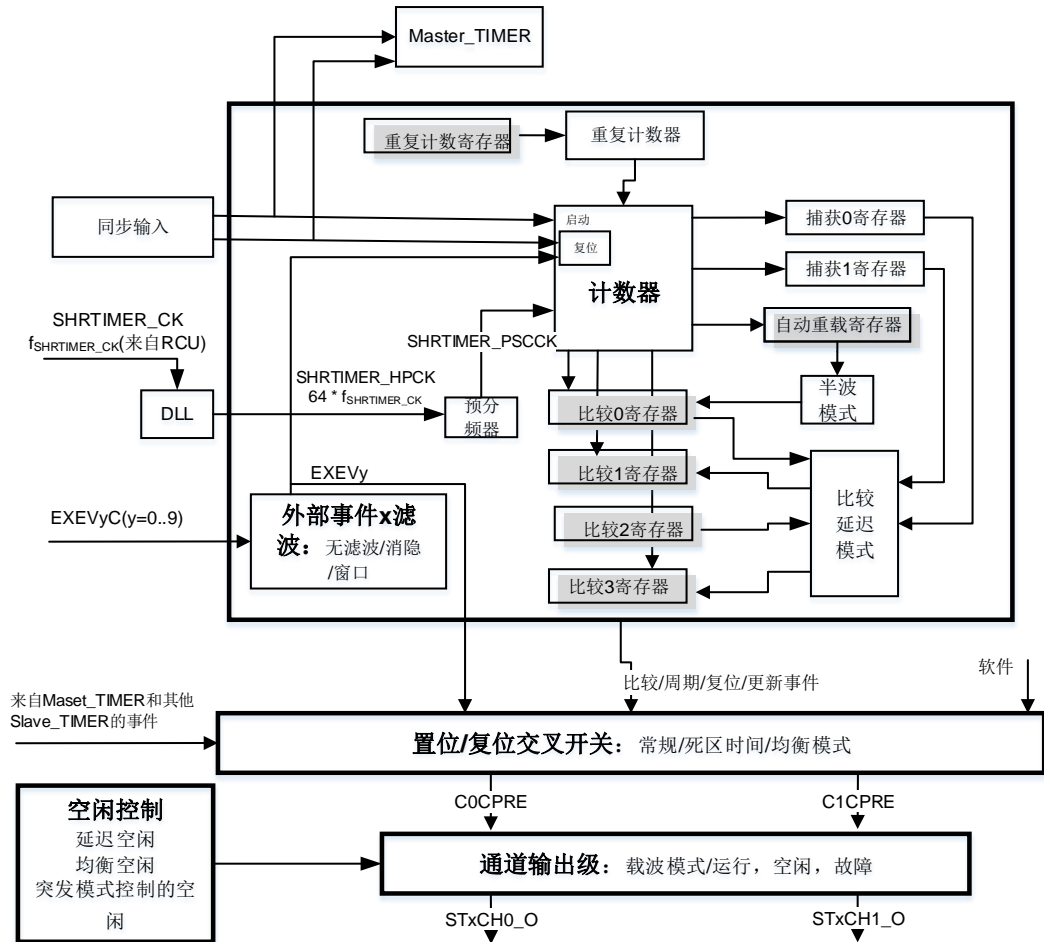 Master_TIMER
重复计数寄存器
重复计数器
同步输入
启动
复位
计数器
捕获0寄存器
捕获1寄存器
自动重载寄存器
SHRTIMER_CK
fSHRTIMER_CK(来自RCU)
SHRTIMER_PSCCK
DLL
SHRTIMER_HPCK
64 * fSHRTIMER_CK
预分
频器
半波
模式
比较0寄存器
比较1寄存器
比较2寄存器
比较3寄存器
比较
延迟
模式
EXEVy
EXEVyC(y=0..9)
外部事件x滤
波：无滤波/消隐
/窗口
比较/周期/复位/更新事件
软件
来自Maset_TIMER和其他
Slave_TIMER的事件
置位/复位交叉开关：常规/死区时间/均衡模式
C0CPRE
C1CPRE
空闲控制
延迟空闲
均衡空闲
突发模式控制的空
闲
通道输出级：载波模式/运行，空闲，故障
STxCH0_O
STxCH1_O